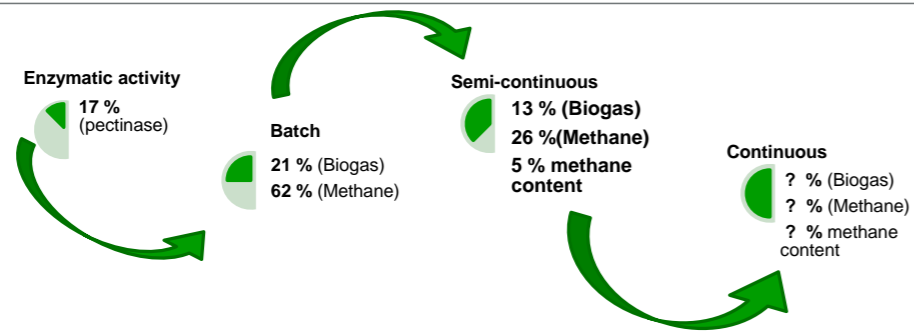 Enzymatic activity
17 %
(pectinase)
Batch
21 % (Biogas)
62 % (Methane)
Semi-continuous
13 % (Biogas)
26 %(Methane)
5 % methane
content
Continuous
? % (Biogas)
? % (Methane)
? % methane
content